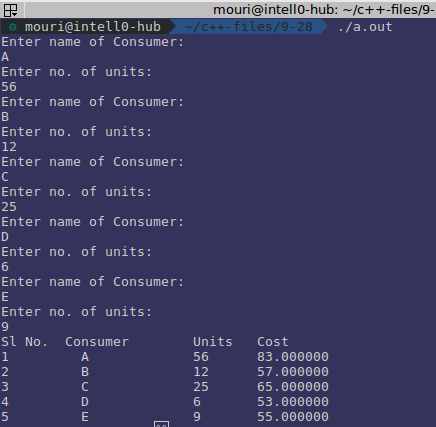 mouri@intell0-hub: ~/c++-files/9-
mouri@intell0-hub ~/c++-files/9-28 ./a.out
Enter name of Consumer:
A
Enter no. of units:
56
Enter name of Consumer:
B
Enter no. of units:
12
Enter name of Consumer:
C
Enter no. of units:
25
Enter name of Consumer:
D
Enter no. of units:
6
Enter name of Consumer:
E
Enter no. of units:
9
Sl No. Consumer Units Cost
1 A 56 83.000000
2 B 12 57.000000
3 C 25 65.000000
4 D 6 53.000000
5 E 9 55.000000